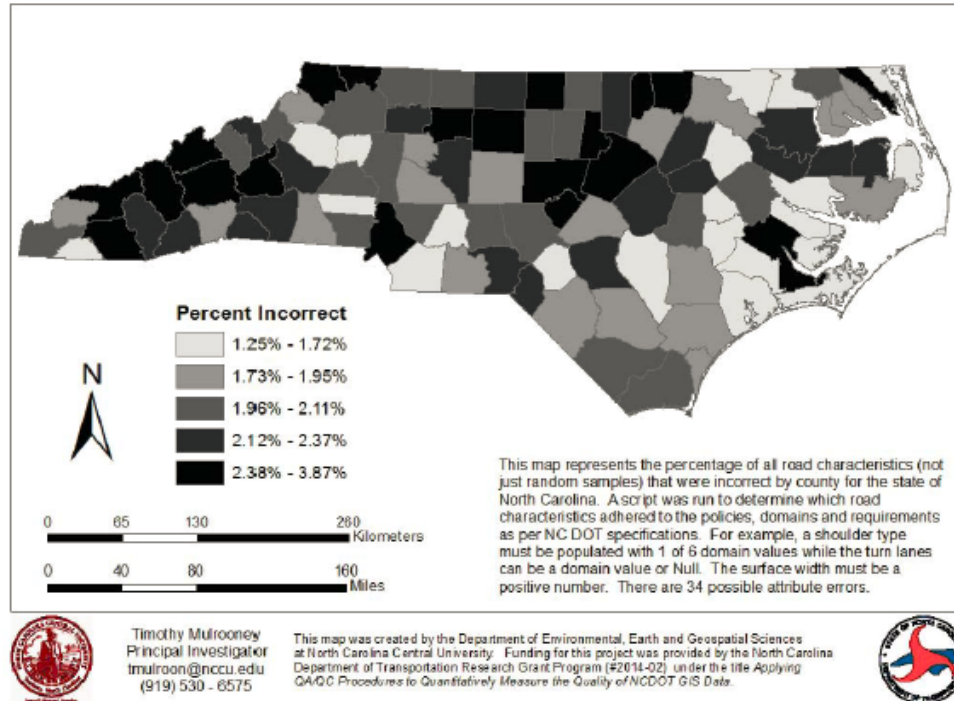 Percent Incorrect
1.25% - 1.72%
1.73% - 1.95%
1.96% - 2.11%
2.12% - 2.37%
2.38% - 3.87%
N
0 65 130 260
Kilometers
0 40 80 160
Miles
This map represents the percentage of all road characteristics (not
just random samples) that were incorrect by county for the state of
North Carolina. A script was run to determine which road
characteristics adhered to the policies, domains and requirements
as per NC DOT specifications. For example, a shoulder type
must be populated with 1 of 6 domain values while the turn lanes
can be a domain value or Null. The surface width must be a
positive number. There are 34 possible attribute errors.
Timothy Mulrooney
Principal Investigator
tmulroon@nccu.edu
(919) 530 - 6575
This map was created by the Department of Environmental, Earth and Geospatial Sciences
at North Carolina Central University. Funding for this project was provided by the North Carolina
Department of Transportation Research Grant Program (#2014-02) under the title Applying
QA/QC Procedures to Quantitatively Measure the Quality of NCDOT GIS Data.